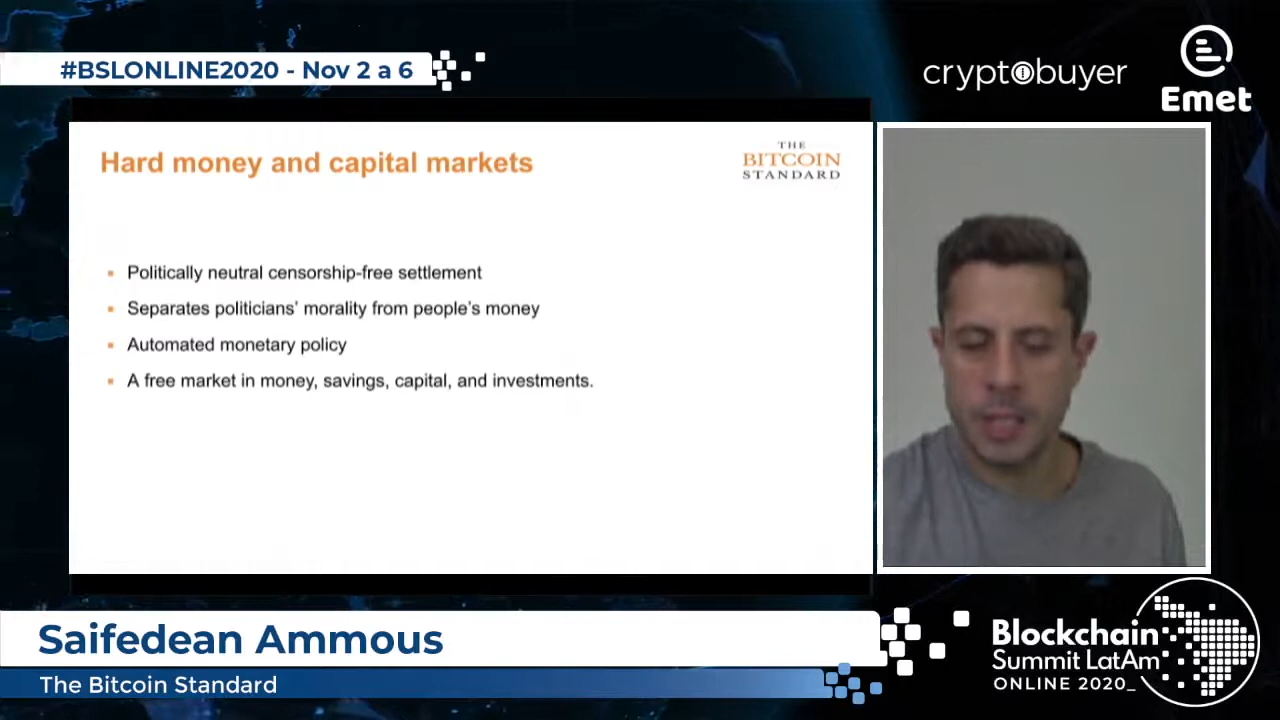 #BSLONLINE2020 - Nov 2 a 6
cryptobuyer
Emet
Hard money and capital markets
THE
BITCOIN
STANDARD
Politically neutral censorship-free settlement
Separates politicians' morality from people's money
Automated monetary policy
A free market in money, savings, capital, and investments.
Saifedean Ammous
The Bitcoin Standard
Blockchain
Summit LatAm
ONLINE 2020_